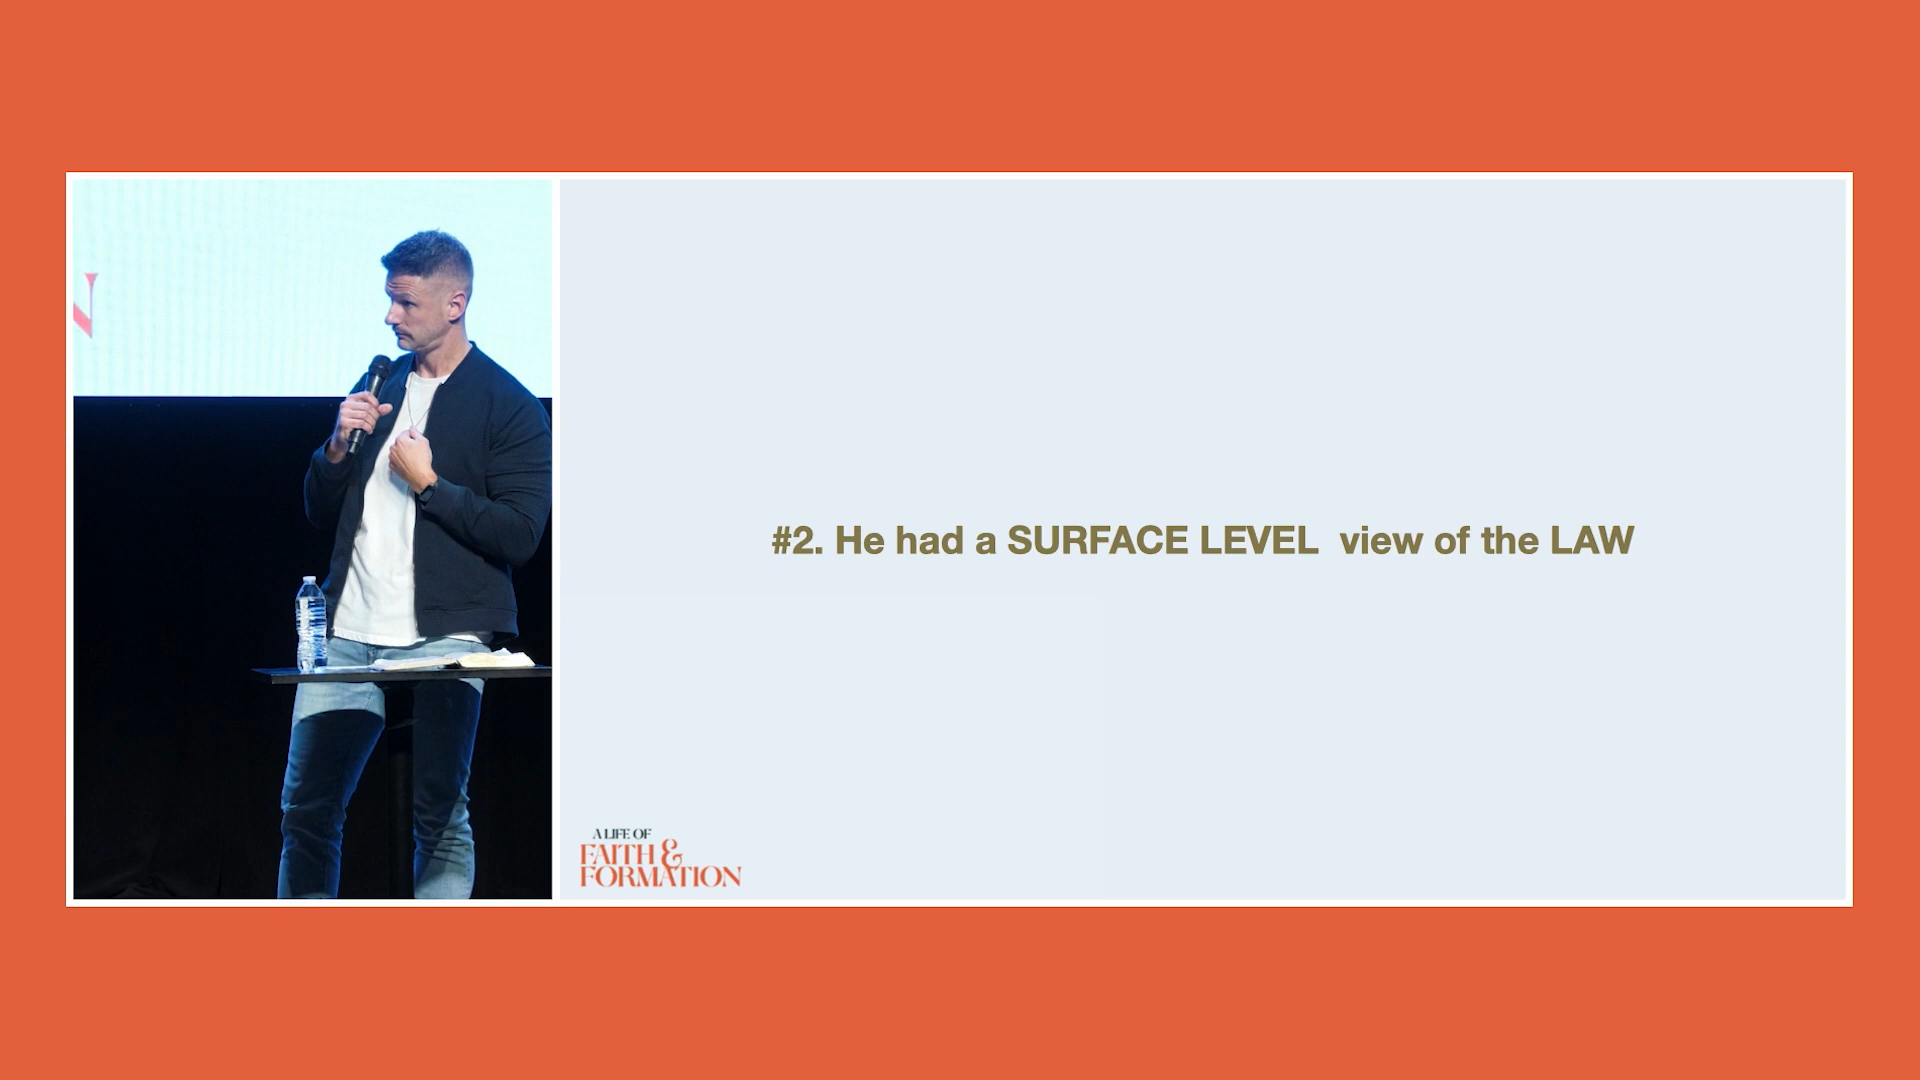 N
#2. He had a SURFACE LEVEL  view of the LAW
A LIFE OF
FAITH &
FORMATION